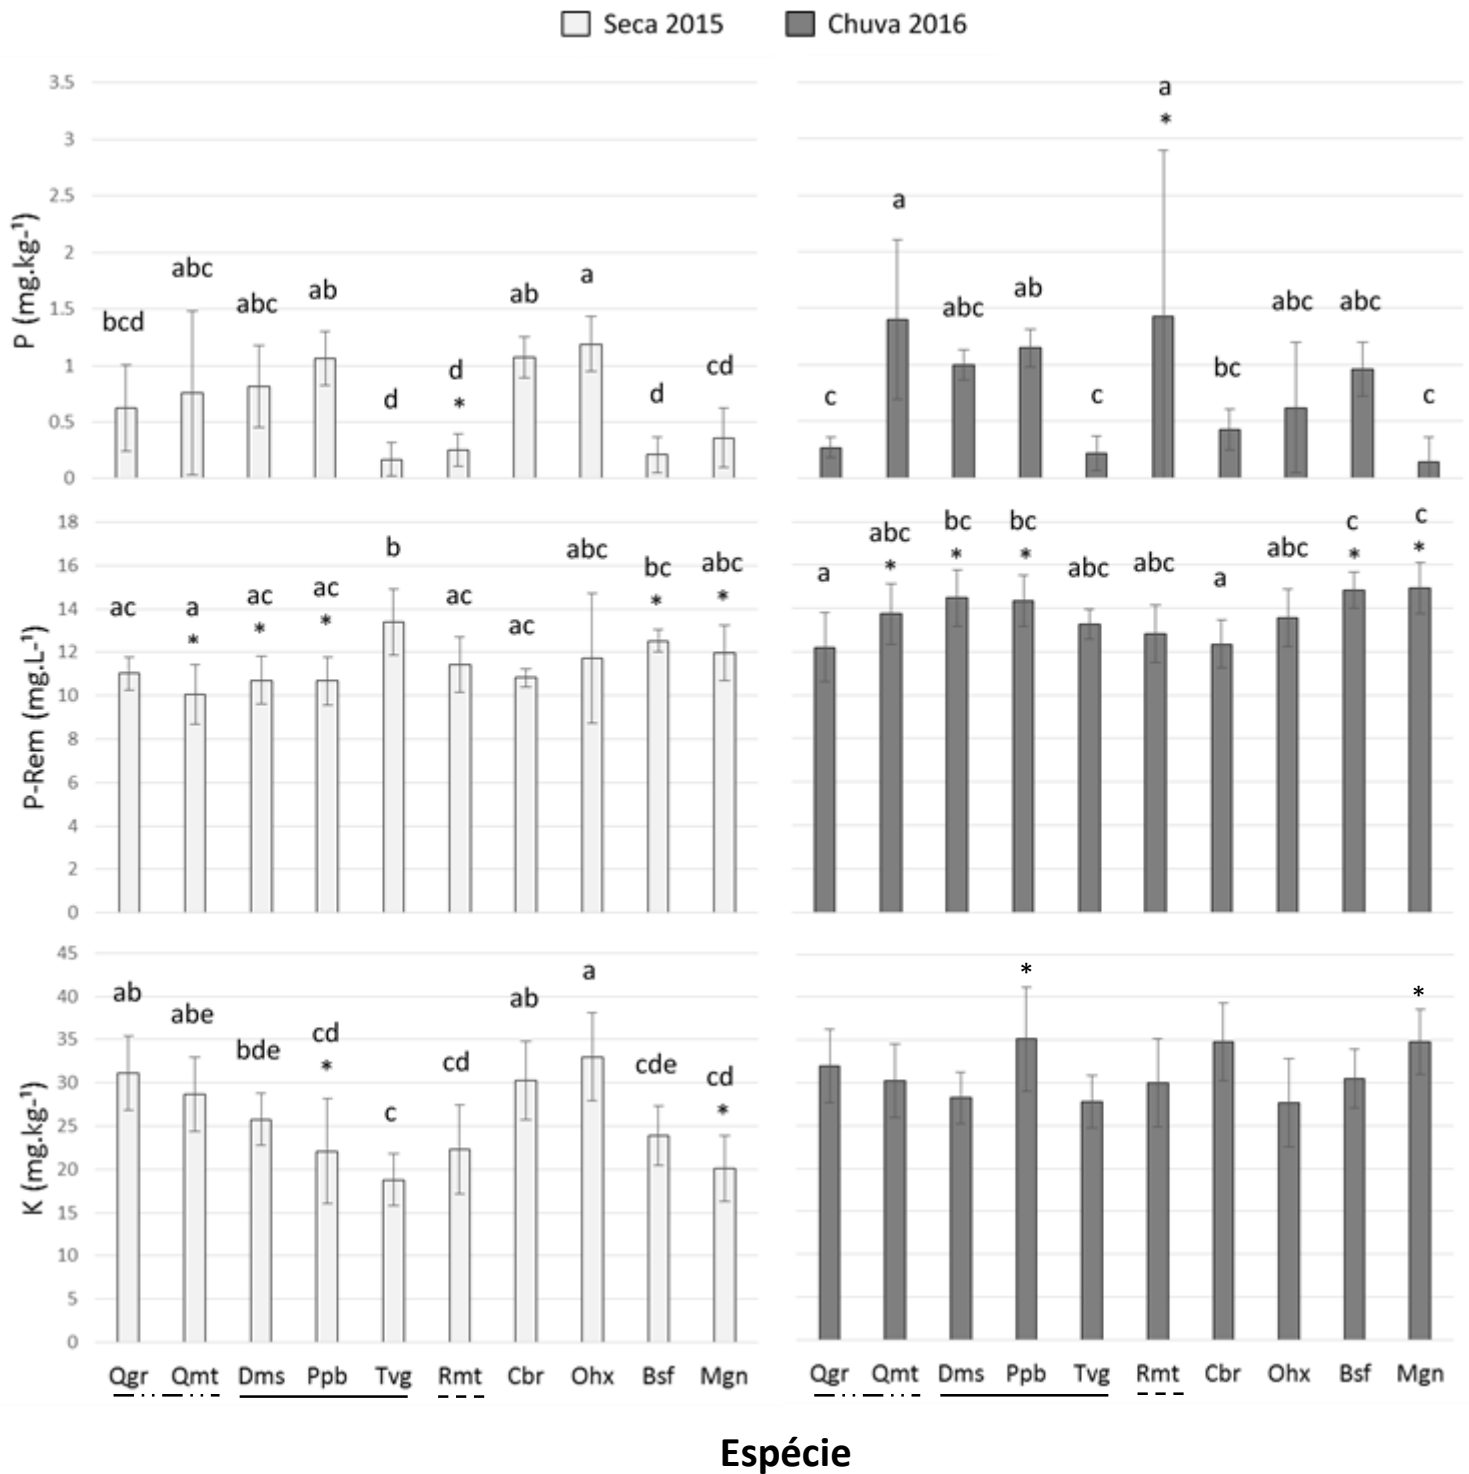 Seca 2015 Chuva 2016
P (mg.kg-¹)
3.5
3
2.5
2
1.5
1
0.5
0
bcd abc abc ab d d * ab a d cd
c a abc ab c a * bc abc abc c
P-Rem (mg.L-¹)
18
16
14
12
10
8
6
4
2
0
ac a * ac * ac * b ac ac abc bc * abc *
a abc * bc * bc * abc abc a abc c * c *
K (mg.kg-¹)
45
40
35
30
25
20
15
10
5
0
ab abe bde cd * c cd ab a cde cd *
* *
Qgr Qmt Dms Ppb Tvg Rmt Cbr Ohx Bsf Mgn
Qgr Qmt Dms Ppb Tvg Rmt Cbr Ohx Bsf Mgn
Espécie